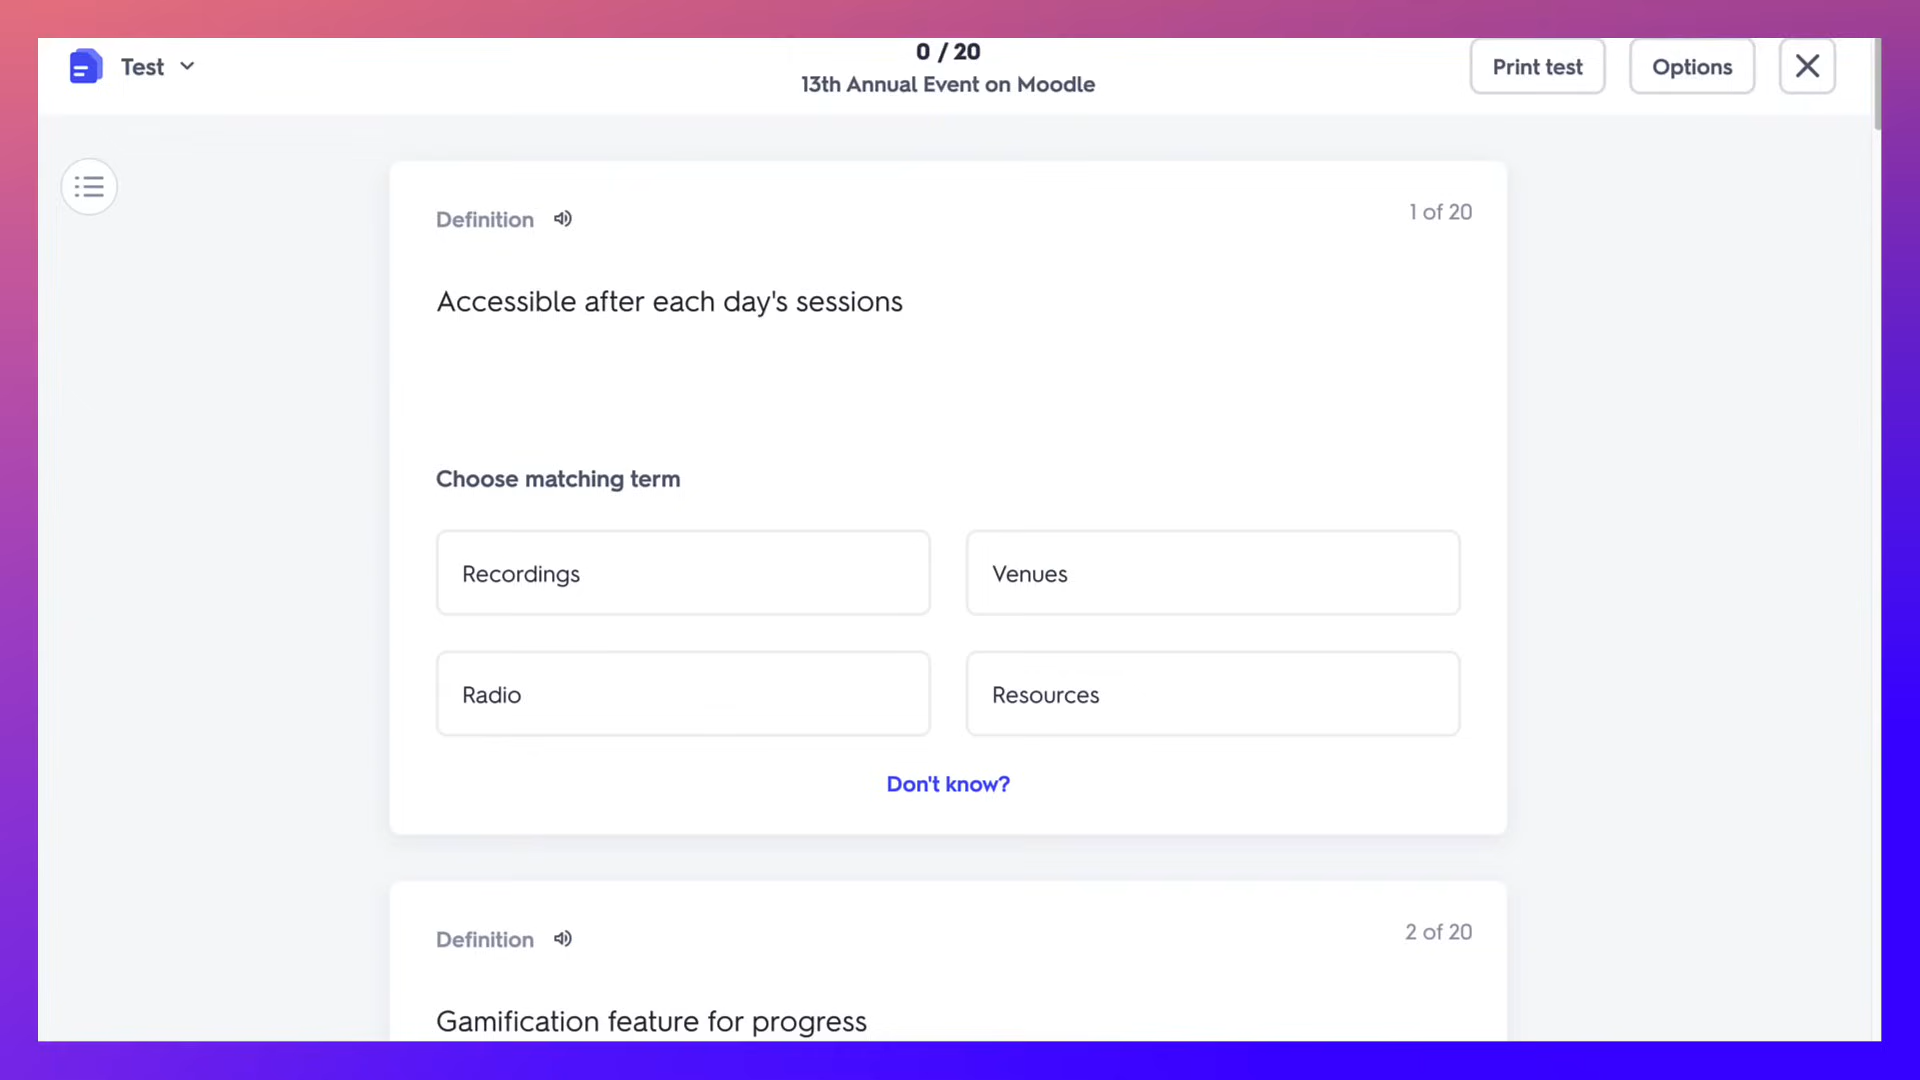 Test
0 / 20
13th Annual Event on Moodle
Print test
Options
Definition
1 of 20
Accessible after each day's sessions
Choose matching term
Recordings
Venues
Radio
Resources
Don't know?
Definition
2 of 20
Gamification feature for progress